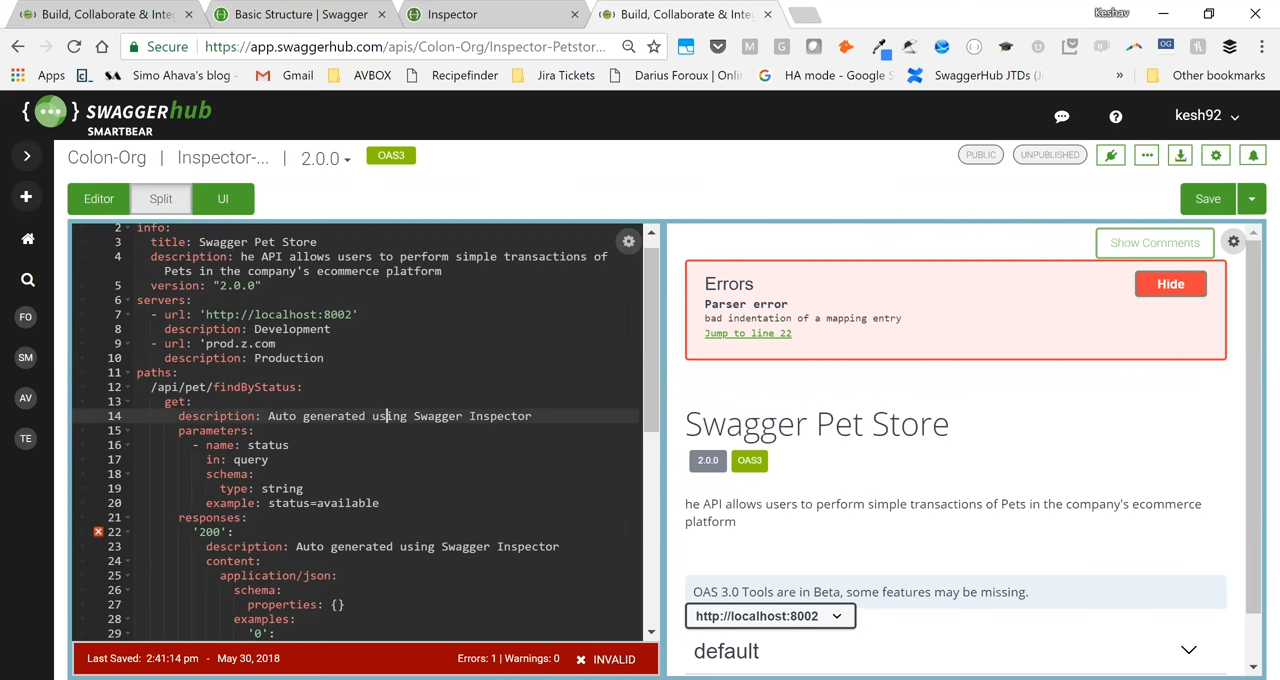 Build, Collaborate & Inte
Basic Structure | Swagger
Inspector
Build, Collaborate & Inte
Keshav
Secure
https://app.swaggerhub.com/apis/Colon-Org/Inspector-Petstor...
Apps
Simo Ahava's blog -
Gmail
AVBOX
Recipefinder
Jira Tickets
Darius Foroux | Onli
HA mode - Google S
SwaggerHub JTDs (J
»
Other bookmarks
SWAGGERhub
SMARTBEAR
kesh92
Colon-Org | Inspector-... | 2.0.0
OAS3
PUBLIC
UNPUBLISHED
Editor
Split
UI
Save
2 info:
3 title: Swagger Pet Store
4 description: he API allows users to perform simple transactions of
Pets in the company's ecommerce platform
5 version: "2.0.0"
6 servers:
7 - url: 'http://localhost:8002'
8 description: Development
9 - url: 'prod.z.com
10 description: Production
11 paths:
12 /api/pet/findByStatus:
13 get:
14 description: Auto generated using Swagger Inspector
15 parameters:
16 - name: status
17 in: query
18 schema:
19 type: string
20 example: status=available
21 responses:
22 '200':
23 description: Auto generated using Swagger Inspector
24 content:
25 application/json:
26 schema:
27 properties: {}
28 examples:
29 '0':
Last Saved: 2:41:14 pm - May 30, 2018
Errors: 1 | Warnings: 0
INVALID
FO
SM
AV
TE
Show Comments
Errors
Hide
Parser error
bad indentation of a mapping entry
Jump to line 22
Swagger Pet Store
2.0.0
OAS3
he API allows users to perform simple transactions of Pets in the company's ecommerce
platform
OAS 3.0 Tools are in Beta, some features may be missing.
http://localhost:8002
default